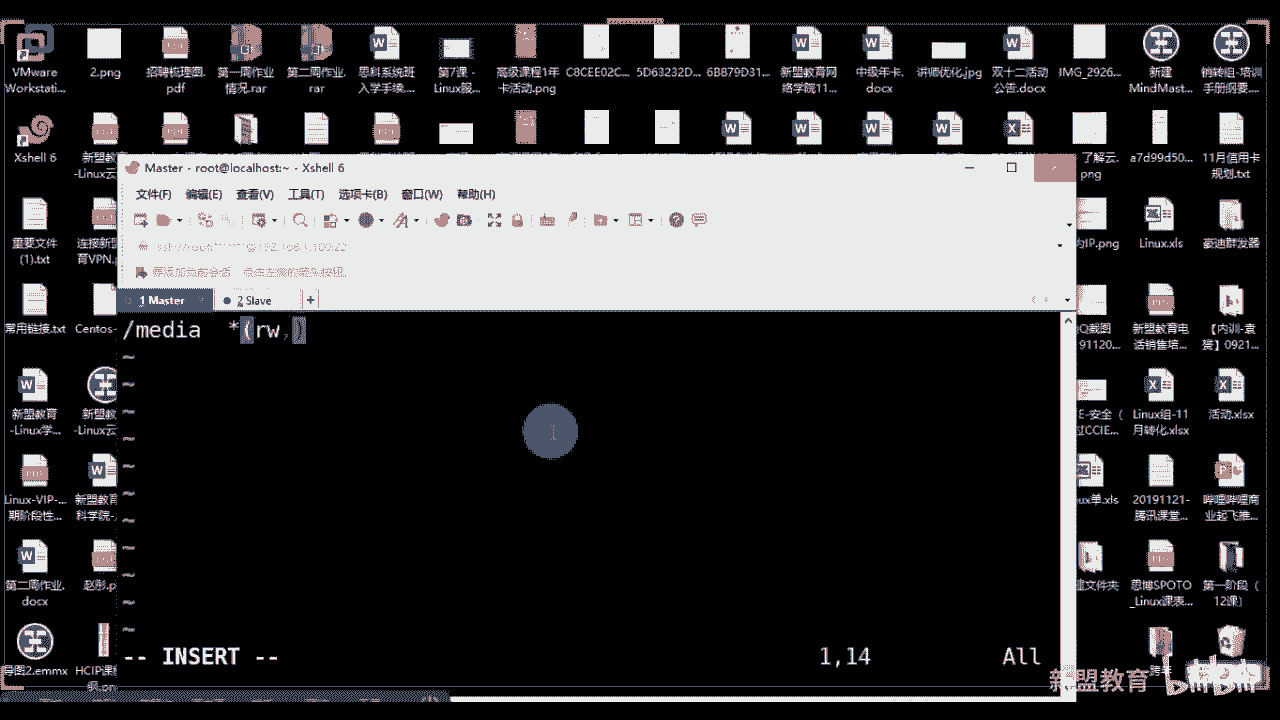 VMware
Workstati...
2.png
招聘梳理图.
pdf
第一周作业
情况.rar
第二周作业.
rar
思科系统班
入学手续....
第7课 -
Linux服...
高级课程1年
卡活动.png
C8CEE02C...
5D63232D...
6B879D31...
新盟教育网
络学院11...
中级年卡.
docx
讲师优化.jpg
双十二活动
公告.docx
IMG_2926...
新建
MindMast...
销转组-培训
手册纲要....
Xshell 6
新盟教
-Linux云
了解云.
png
a7d99d50...
11月信用卡
规划.txt
Master - root@localhost:~ - Xshell 6
文件(F) 编辑(E) 查看(V) 工具(T) 选项卡(B) 窗口(W) 帮助(H)
重要文件
(1).txt
连接新盟
育VPN.
内IP.png
Linux.xls
豪迪群发器
1 Master
2 Slave
+
常用链接.txt
Centos-
QQ截图
91120...
新盟教育电
话销售培...
【内训-袁
0921...
/media  *(rw,)
~
~
~
~
~
~
~
~
~
~
~
新盟教育
-Linux学...
新盟教
-Linux云
E-安全（
过CCIE...
Linux组-11
月转化.xlsx
活动.xlsx
Linux-VIP-...
期阶段性...
新盟教育
科学院-
ux单.xls
20191121-
腾讯课堂...
哔哩哔哩商
业起飞推...
第二周作业.
docx
赵彤.p
建文件夹
思博SPOTO
_Linux课表...
第一阶段（
12课）
-- INSERT --
1,14
All
导图2.emmx
HCIP课程
纲.pn
新盟教育
bilibili